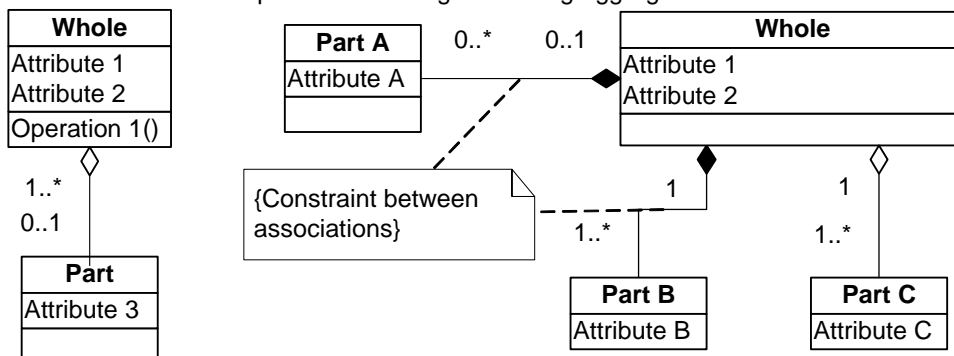 Whole
Attribute 1
Attribute 2
Operation 1()
1..*
0..1
Part
Attribute 3
Part A
Attribute A
0..*
0..1
Whole
Attribute 1
Attribute 2
{Constraint between
associations}
1
1..*
Part B
Attribute B
1
1..*
Part C
Attribute C